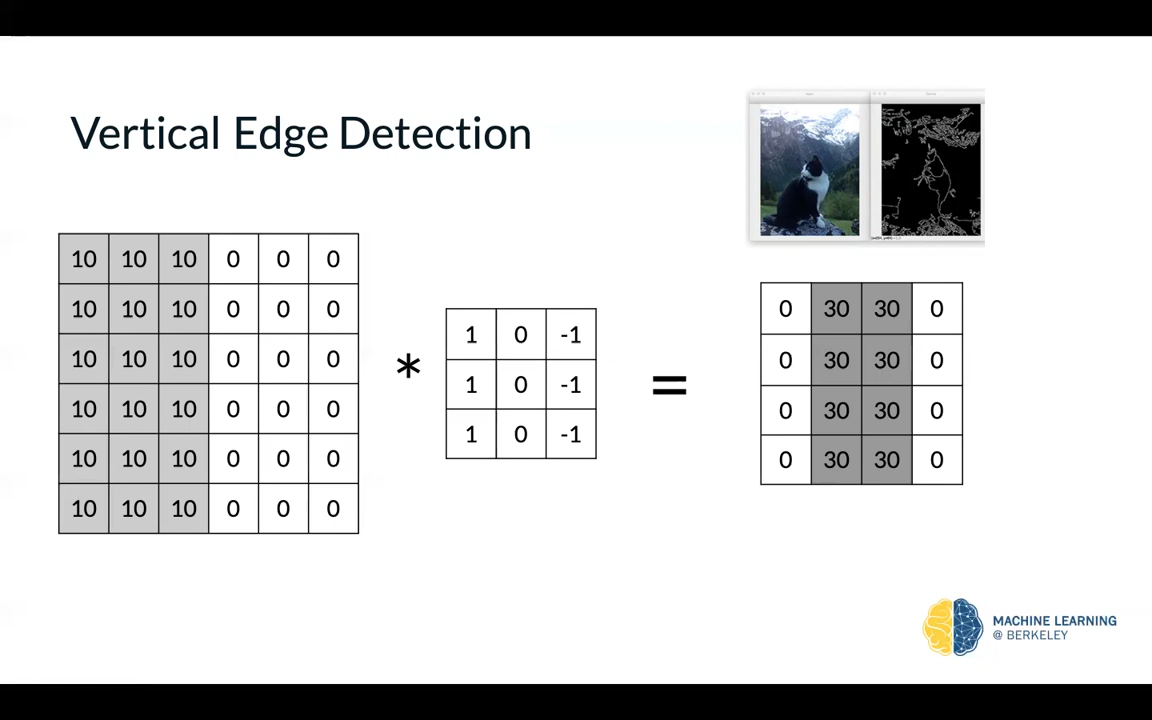 Vertical Edge Detection
10 10 10 0 0 0
10 10 10 0 0 0
10 10 10 0 0 0
10 10 10 0 0 0
10 10 10 0 0 0
10 10 10 0 0 0
*
1 0 -1
1 0 -1
1 0 -1
=
0 30 30 0
0 30 30 0
0 30 30 0
0 30 30 0
MACHINE LEARNING
@ BERKELEY